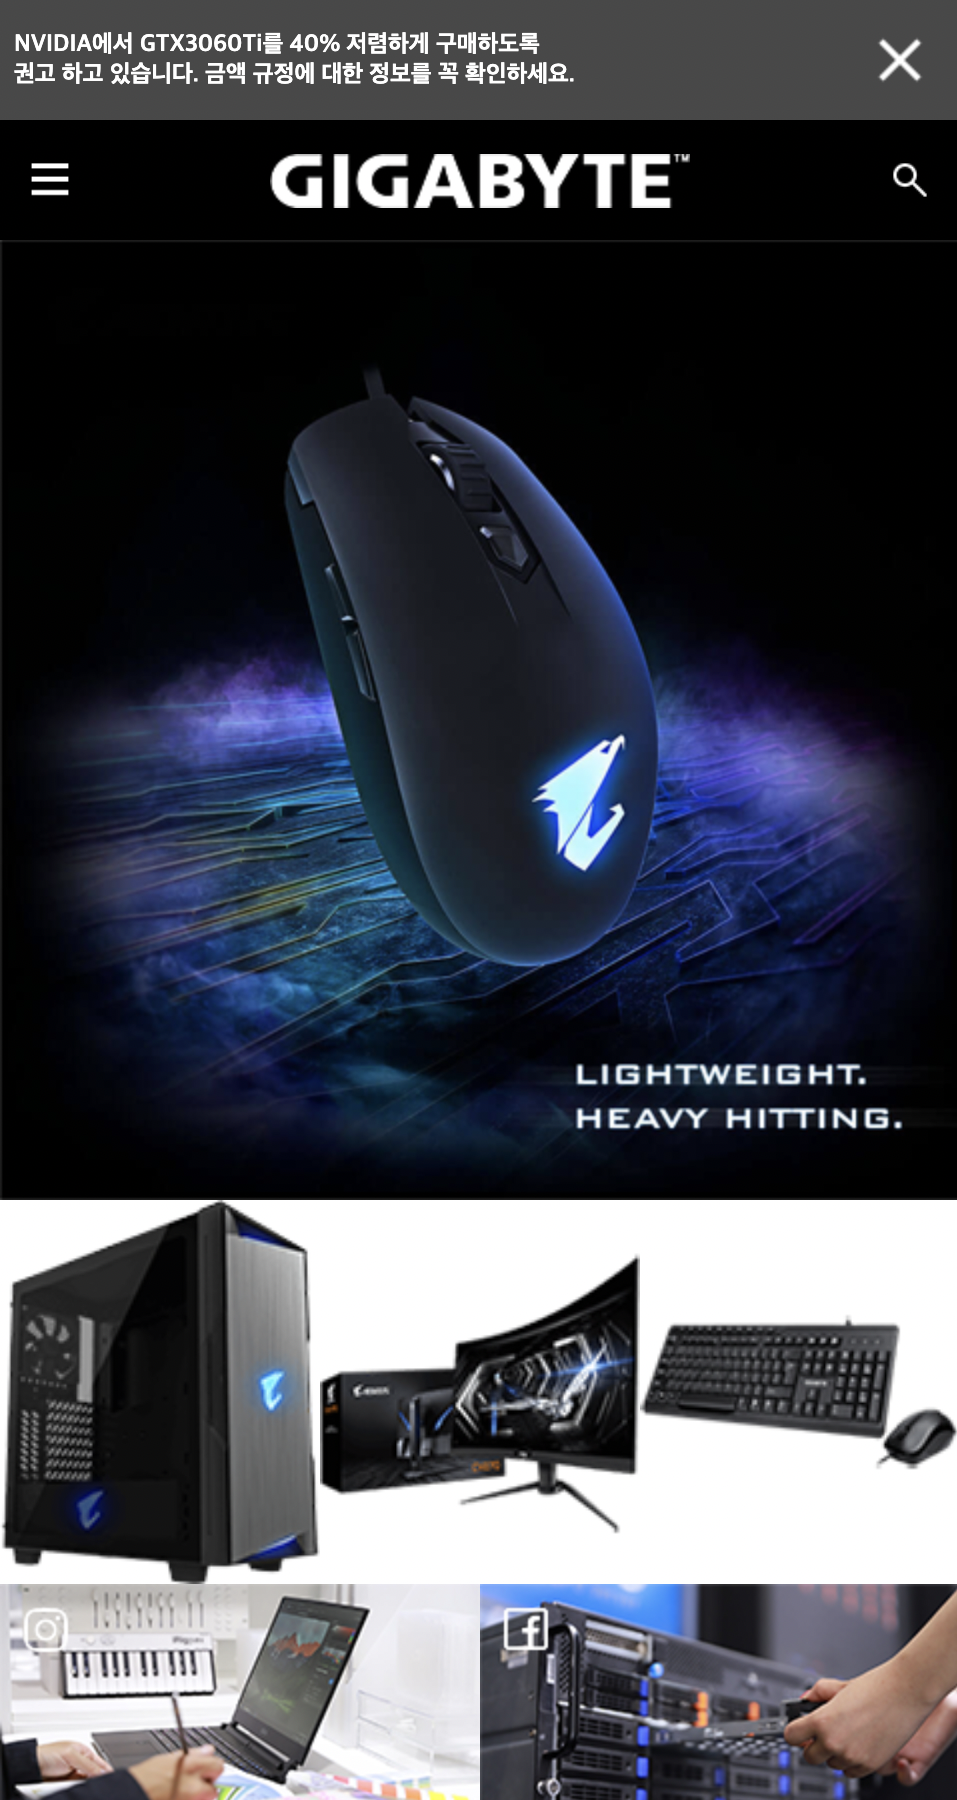 NVIDIA에서 GTX3060Ti를 40% 저렴하게 구매하도록
권고 하고 있습니다. 금액 규정에 대한 정보를 꼭 확인하세요.
GIGABYTE™
LIGHTWEIGHT.
HEAVY HITTING.